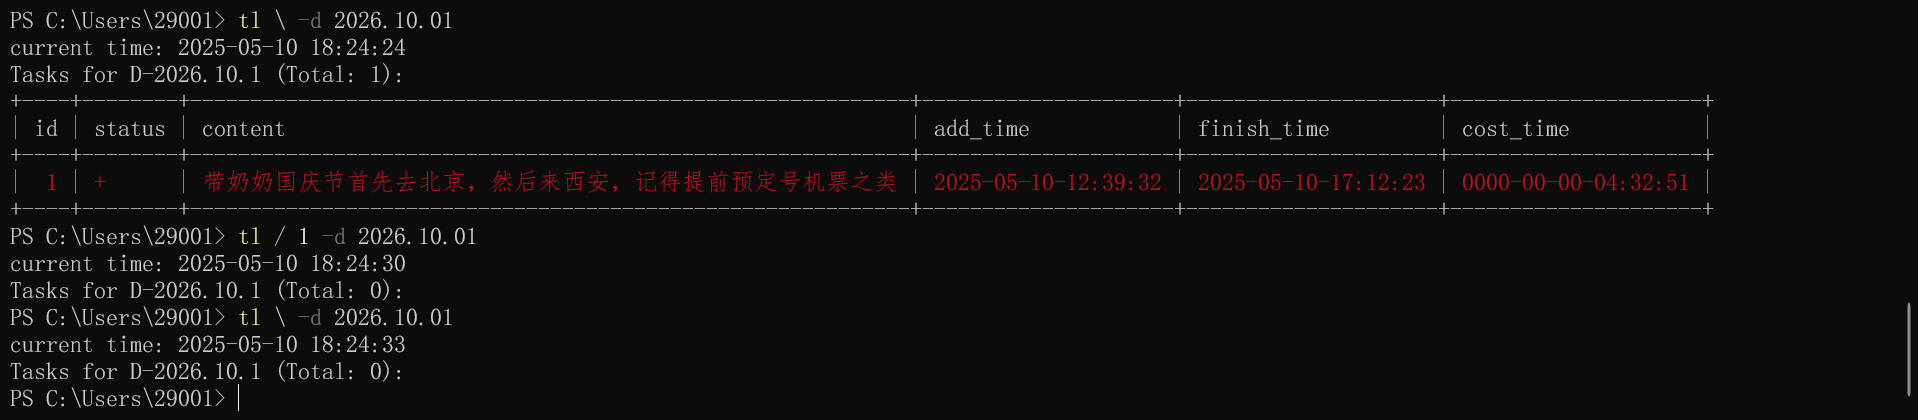 PS C:\Users\29001> tl \ -d 2026.10.01
current time: 2025-05-10 18:24:24
Tasks for D-2026.10.1 (Total: 1):
+----+--------+------------------------------------------------------------+---------------------+---------------------+---------------------+
| id | status | content | add_time | finish_time | cost_time |
+----+--------+------------------------------------------------------------+---------------------+---------------------+---------------------+
| 1 | + | 带奶奶国庆节首先去北京，然后来西安，记得提前预定号机票之类 | 2025-05-10-12:39:32 | 2025-05-10-17:12:23 | 0000-00-00-04:32:51 |
+----+--------+------------------------------------------------------------+---------------------+---------------------+---------------------+
PS C:\Users\29001> tl / 1 -d 2026.10.01
current time: 2025-05-10 18:24:30
Tasks for D-2026.10.1 (Total: 0):
PS C:\Users\29001> tl \ -d 2026.10.01
current time: 2025-05-10 18:24:33
Tasks for D-2026.10.1 (Total: 0):
PS C:\Users\29001>